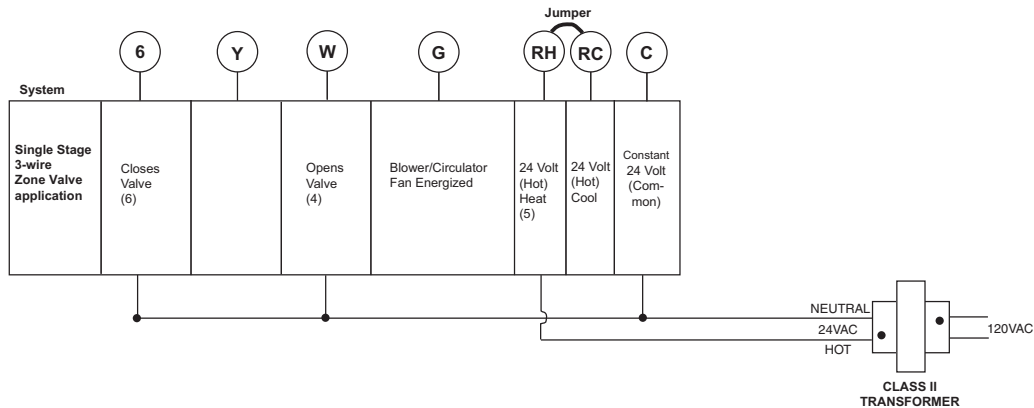 Jumper
6
Y
W
G
RH
RC
C
System
Single Stage
3-wire
Zone Valve
application
Closes
Valve
(6)
Opens
Valve
(4)
Blower/Circulator
Fan Energized
24 Volt
(Hot)
Heat
(5)
24 Volt
(Hot)
Cool
Constant
24 Volt
(Com-
mon)
NEUTRAL
24VAC
HOT
120VAC
CLASS II
TRANSFORMER